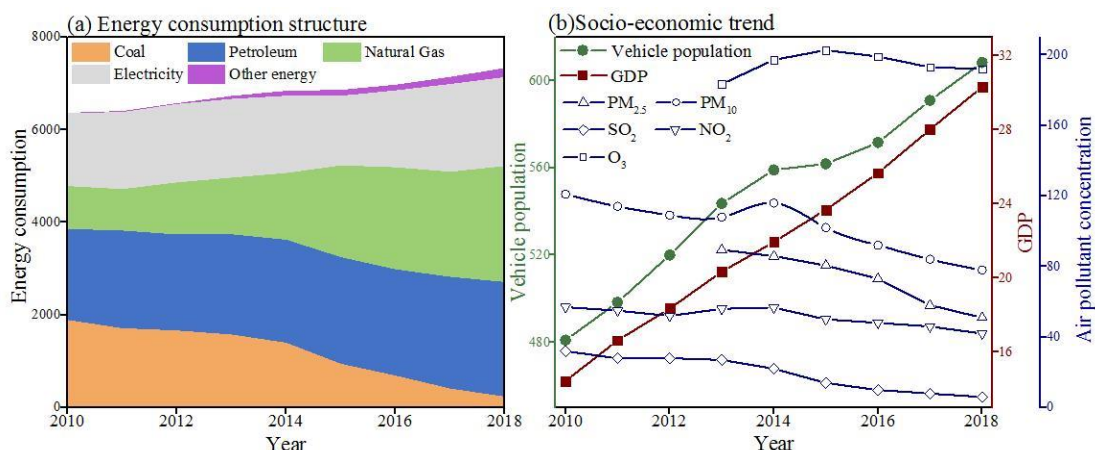 (a) Energy consumption structure
8000
6000
4000
2000
0
Energy consumption
Coal
Petroleum
Natural Gas
Electricity
Other energy
2010 2012 2014 2016 2018
Year
(b)Socio-economic trend
600
560
520
480
Vehicle population
Vehicle population
GDP
PM2.5
PM10
SO2
NO2
O3
2010 2012 2014 2016 2018
Year
32
28
24
20
16
GDP
200
160
120
80
40
0
Air pollutant concentration